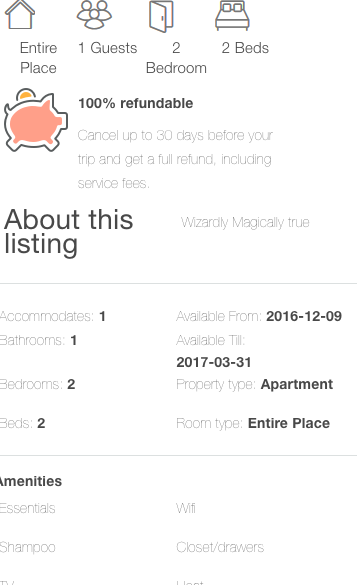 Entire Place
1 Guests
2 Bedroom
2 Beds
100% refundable
Cancel up to 30 days before your
trip and get a full refund, including
service fees.
About this
listing
Wizardly Magically true
Accommodates: 1
Available From: 2016-12-09
Bathrooms: 1
Available Till:
2017-03-31
Bedrooms: 2
Property type: Apartment
Beds: 2
Room type: Entire Place
Amenities
Essentials
Wifi
Shampoo
Closet/drawers
TV
Heat